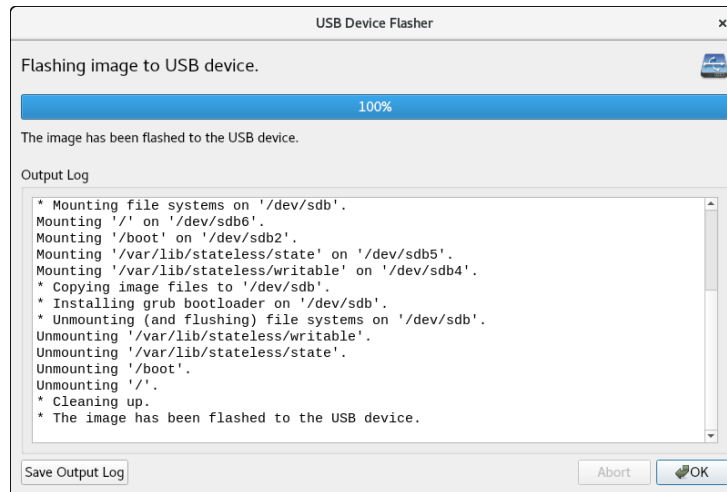 USB Device Flasher
Flashing image to USB device.
100%
The image has been flashed to the USB device.
Output Log
* Mounting file systems on '/dev/sdb'.
Mounting '/' on '/dev/sdb6'.
Mounting '/boot' on '/dev/sdb2'.
Mounting '/var/lib/stateless/state' on '/dev/sdb5'.
Mounting '/var/lib/stateless/writable' on '/dev/sdb4'.
* Copying image files to '/dev/sdb'.
* Installing grub bootloader on '/dev/sdb'.
* Unmounting (and flushing) file systems on '/dev/sdb'.
Unmounting '/var/lib/stateless/writable'.
Unmounting '/var/lib/stateless/state'.
Unmounting '/boot'.
Unmounting '/'.
* Cleaning up.
* The image has been flashed to the USB device.
Save Output Log
Abort
OK